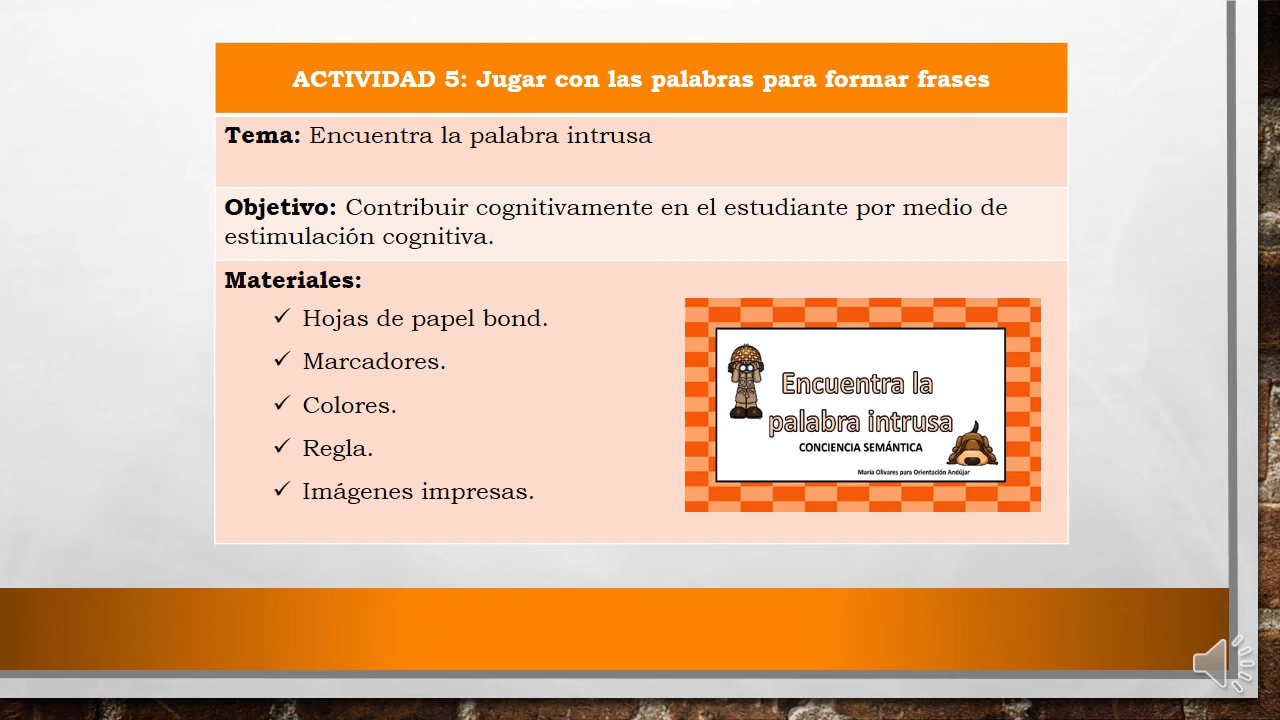 ACTIVIDAD 5: Jugar con las palabras para formar frases
Tema: Encuentra la palabra intrusa
Objetivo: Contribuir cognitivamente en el estudiante por medio de
estimulación cognitiva.
Materiales:
✓ Hojas de papel bond.
✓ Marcadores.
✓ Colores.
✓ Regla.
✓ Imágenes impresas.
Encuentra la
palabra intrusa
CONCIENCIA SEMÁNTICA
María Olivares para Orientación Andújar